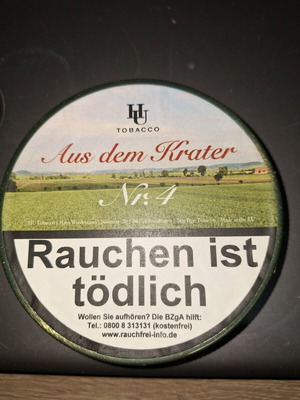 HU
TOBACCO
Aus dem Krater
Nr. 4
Rauchen ist
tödlich
Wollen Sie aufhören? Die BZgA hilft:
Tel.: 0800 8 313131 (kostenfrei)
www.rauchfrei-info.de